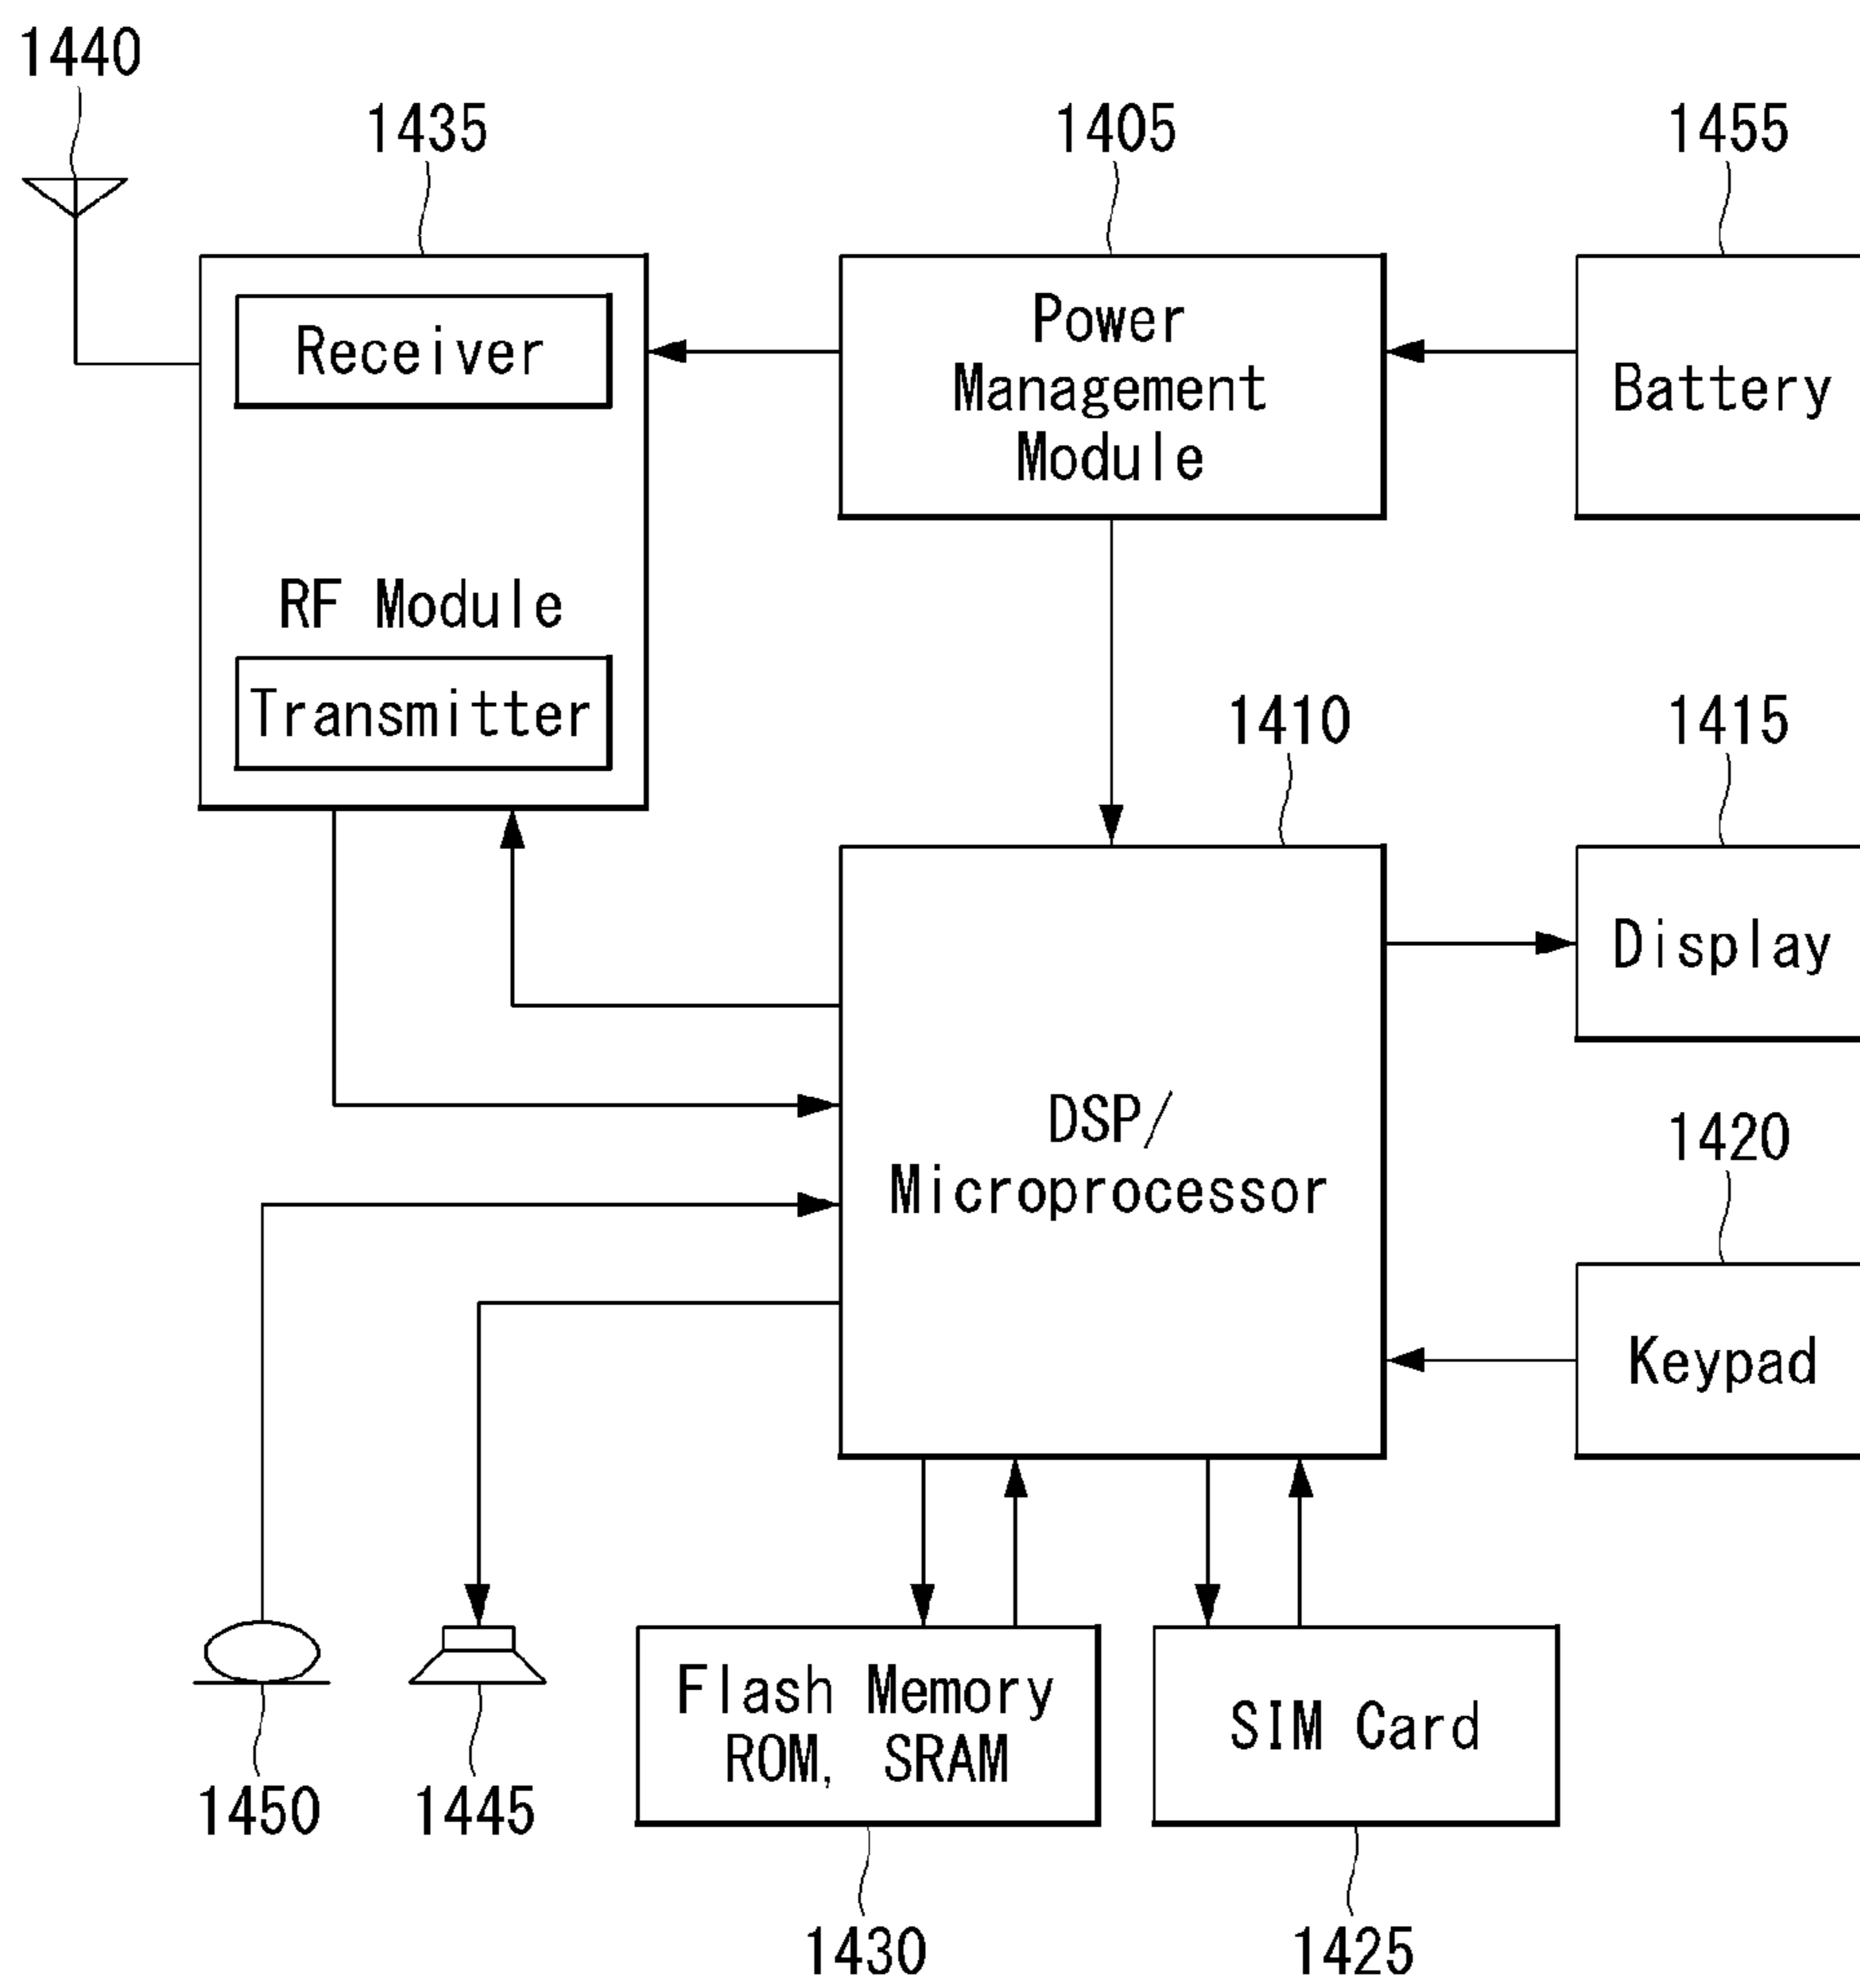 1440
1435
1405
1455
Receiver
RF Module
Transmitter
Power
Management
Module
Battery
1410
1415
DSP/
Microprocessor
Display
1420
Keypad
Flash Memory
ROM, SRAM
SIM Card
1450
1445
1430
1425